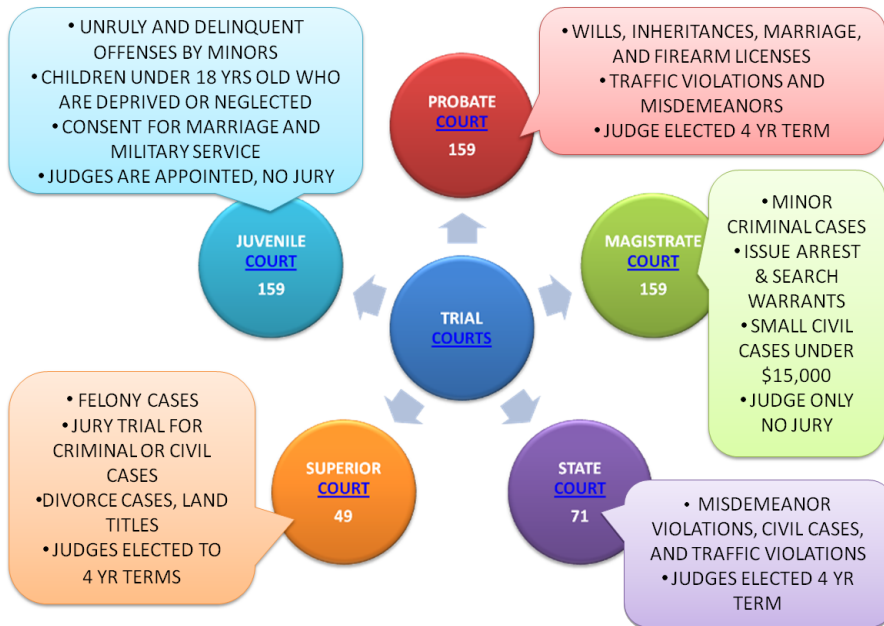 • UNRULY AND DELINQUENT
OFFENSES BY MINORS
• CHILDREN UNDER 18 YRS OLD WHO
ARE DEPRIVED OR NEGLECTED
• CONSENT FOR MARRIAGE AND
MILITARY SERVICE
• JUDGES ARE APPOINTED, NO JURY
JUVENILE
COURT
159
PROBATE
COURT
159
• WILLS, INHERITANCES, MARRIAGE,
AND FIREARM LICENSES
• TRAFFIC VIOLATIONS AND
MISDEMEANORS
• JUDGE ELECTED 4 YR TERM
MAGISTRATE
COURT
159
• MINOR
CRIMINAL CASES
• ISSUE ARREST
& SEARCH
WARRANTS
• SMALL CIVIL
CASES UNDER
$15,000
• JUDGE ONLY
NO JURY
TRIAL
COURTS
• FELONY CASES
• JURY TRIAL FOR
CRIMINAL OR CIVIL
CASES
• DIVORCE CASES, LAND
TITLES
• JUDGES ELECTED TO
4 YR TERMS
SUPERIOR
COURT
49
STATE
COURT
71
• MISDEMEANOR
VIOLATIONS, CIVIL CASES,
AND TRAFFIC VIOLATIONS
• JUDGES ELECTED 4 YR
TERM